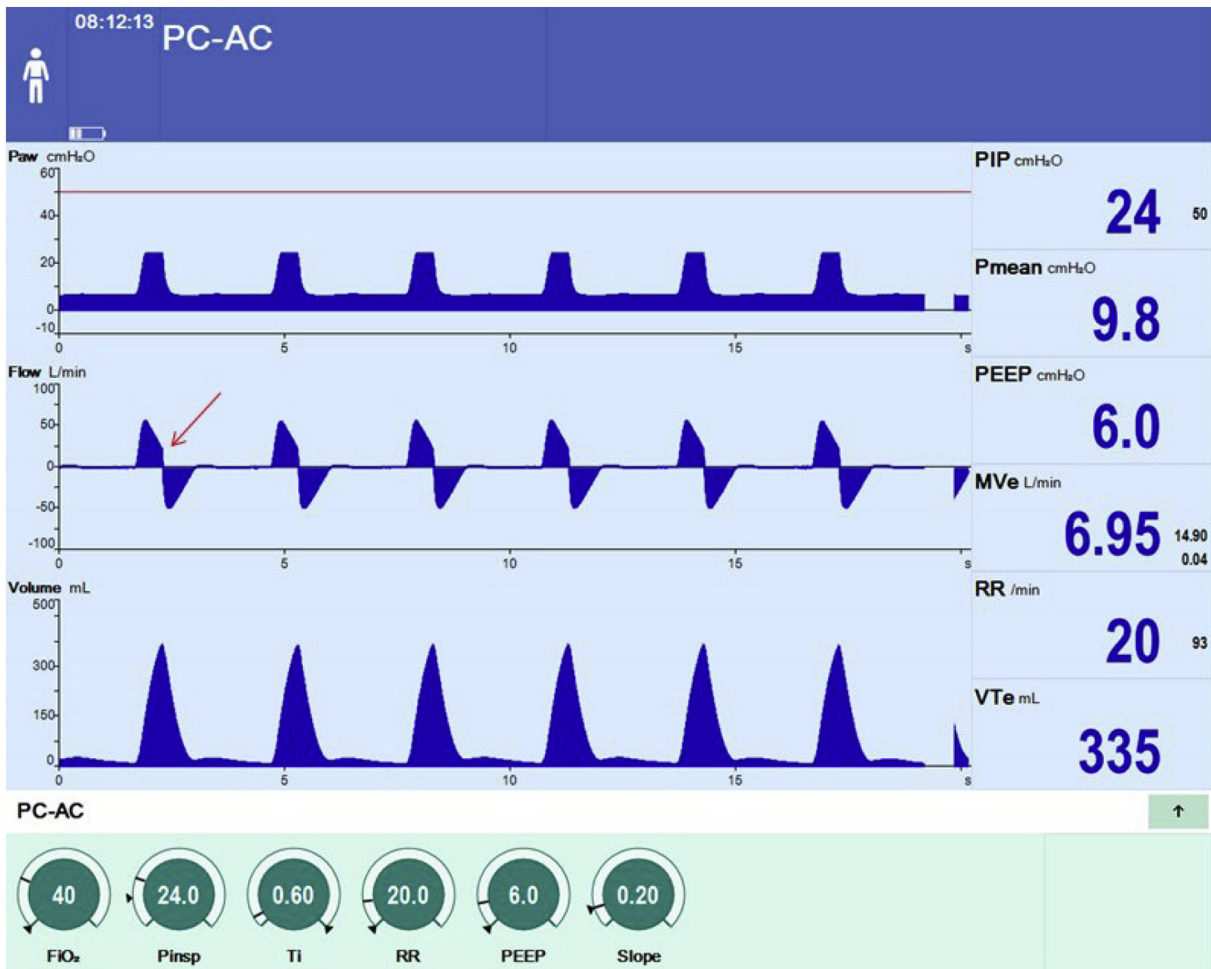 08:12:13
PC-AC
Paw cmH₂O
60
40
20
0
-10
0 5 10 15 s
Flow L/min
100
50
0
-50
-100
0 5 10 15 s
Volume mL
500
300
150
0
0 5 10 15 s
PIP cmH₂O
24 50
Pmean cmH₂O
9.8
PEEP cmH₂O
6.0
MVe L/min
6.95 14.90
0.04
RR /min
20 93
VTe mL
335
PC-AC ↑
40 24.0 0.60 20.0 6.0 0.20
FiO₂ Pinsp Ti RR PEEP Slope